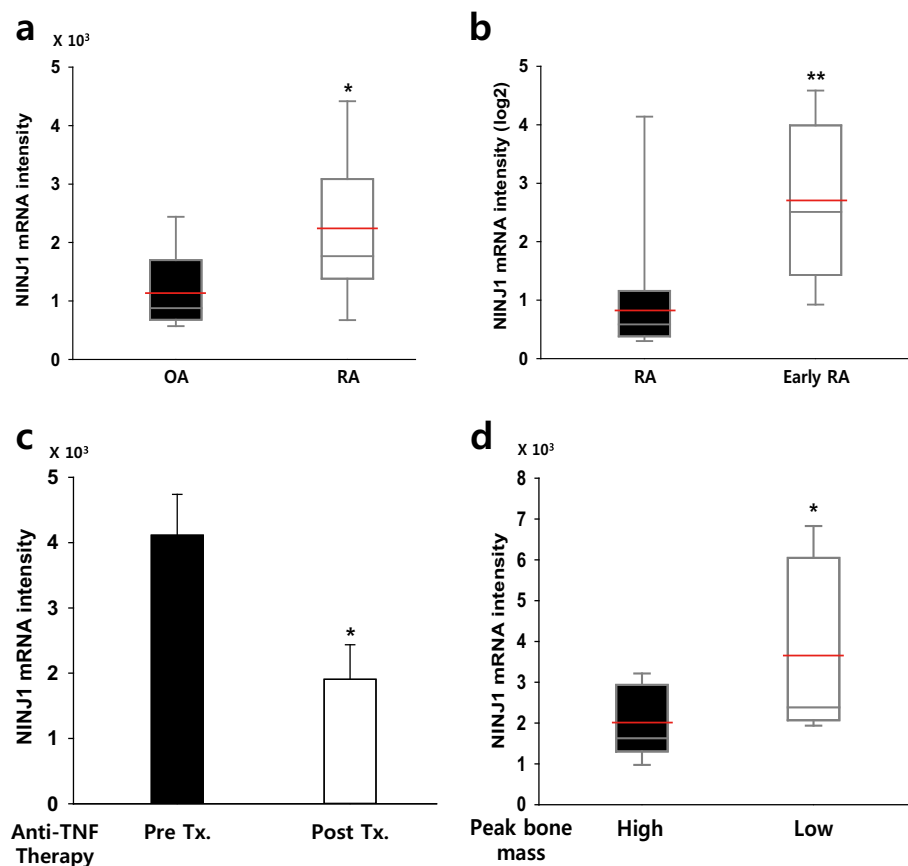 a
X 10³
NINJ1 mRNA intensity
5
4
3
2
1
0
*
OA
RA
b
NINJ1 mRNA intensity (log2)
5
4
3
2
1
0
**
RA
Early RA
c
X 10³
NINJ1 mRNA intensity
5
4
3
2
1
0
*
Anti-TNF
Therapy
Pre Tx.
Post Tx.
d
X 10³
NINJ1 mRNA intensity
8
7
6
5
4
3
2
1
0
*
Peak bone
mass
High
Low